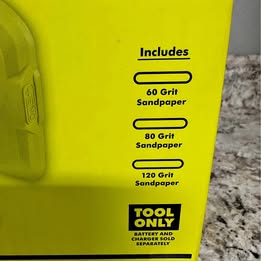 Includes
60 Grit
Sandpaper
80 Grit
Sandpaper
120 Grit
Sandpaper
TOOL
ONLY
BATTERY AND
CHARGER SOLD
SEPARATELY